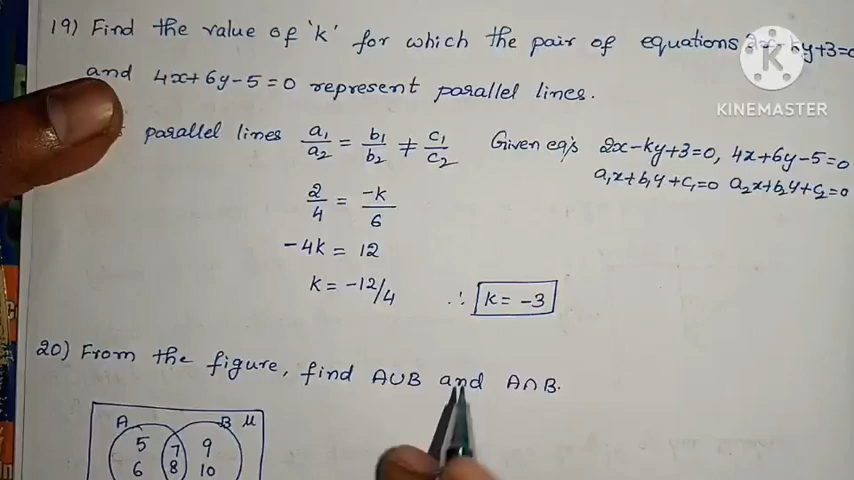 19) Find the value of 'k' for which the pair of equations y+3=0
and 4x+6y-5=0 represent parallel lines.
K
KINEMASTER
parallel lines a₁/a₂ = b₁/b₂ ≠ c₁/c₂ Given eq's 2x-ky+3=0, 4x+6y-5=0
a₁x+b₁y+c₁=0 a₂x+b₂y+c₂=0
2/4 = -k/6
-4k = 12
k = -12/4 ∴ k = -3
20) From the figure, find A∪B and A∩B.
A B μ
5 7 9
6 8 10